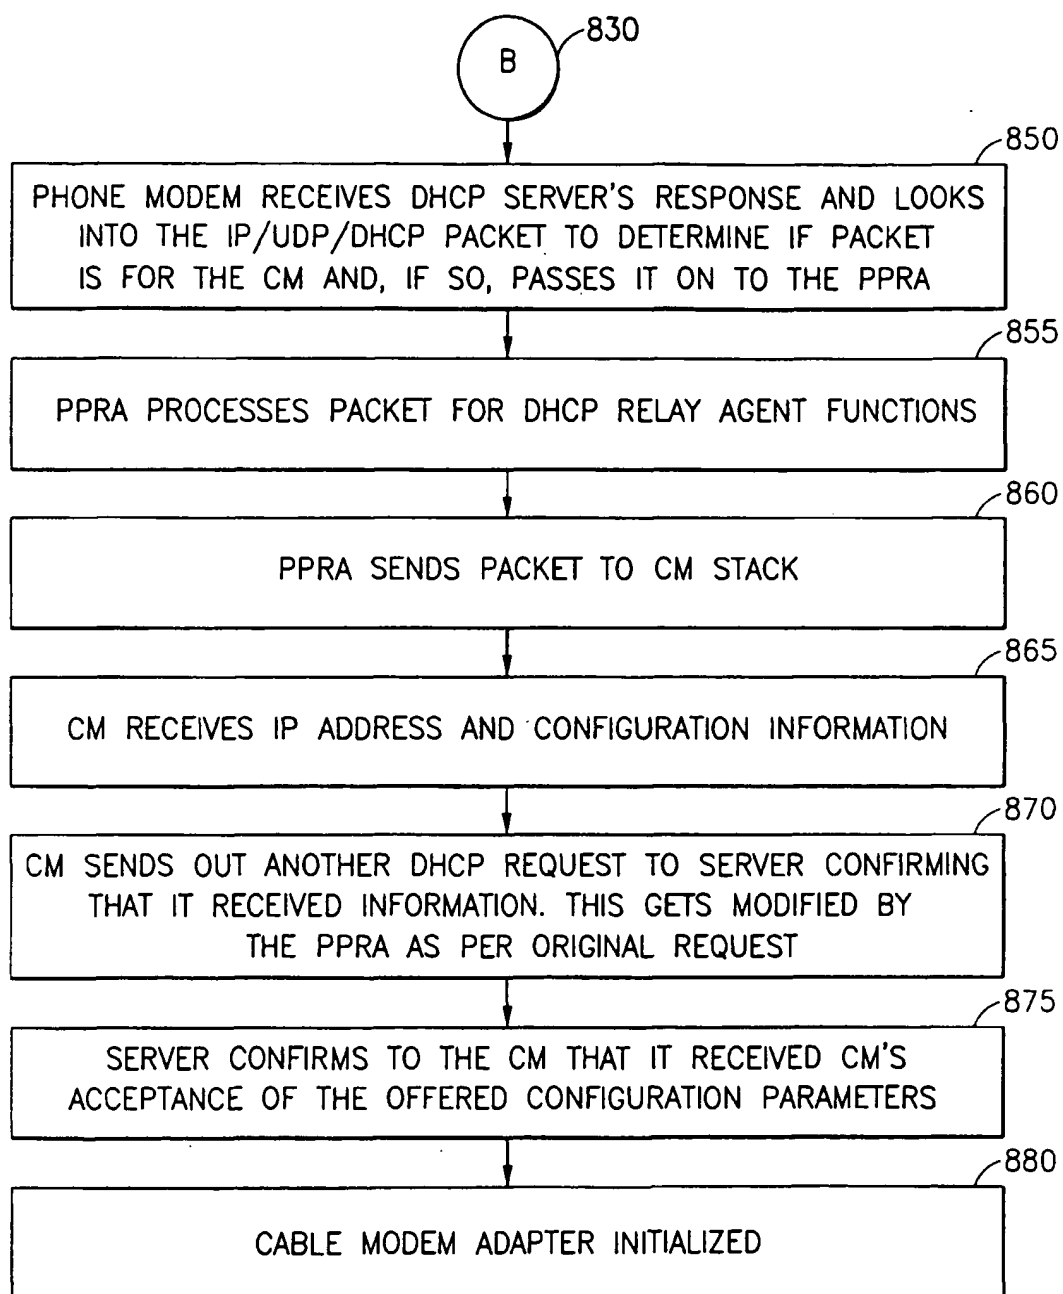 B
830
850
PHONE MODEM RECEIVES DHCP SERVER'S RESPONSE AND LOOKS
INTO THE IP/UDP/DHCP PACKET TO DETERMINE IF PACKET
IS FOR THE CM AND, IF SO, PASSES IT ON TO THE PPRA
855
PPRA PROCESSES PACKET FOR DHCP RELAY AGENT FUNCTIONS
860
PPRA SENDS PACKET TO CM STACK
865
CM RECEIVES IP ADDRESS AND CONFIGURATION INFORMATION
870
CM SENDS OUT ANOTHER DHCP REQUEST TO SERVER CONFIRMING
THAT IT RECEIVED INFORMATION. THIS GETS MODIFIED BY
THE PPRA AS PER ORIGINAL REQUEST
875
SERVER CONFIRMS TO THE CM THAT IT RECEIVED CM'S
ACCEPTANCE OF THE OFFERED CONFIGURATION PARAMETERS
880
CABLE MODEM ADAPTER INITIALIZED